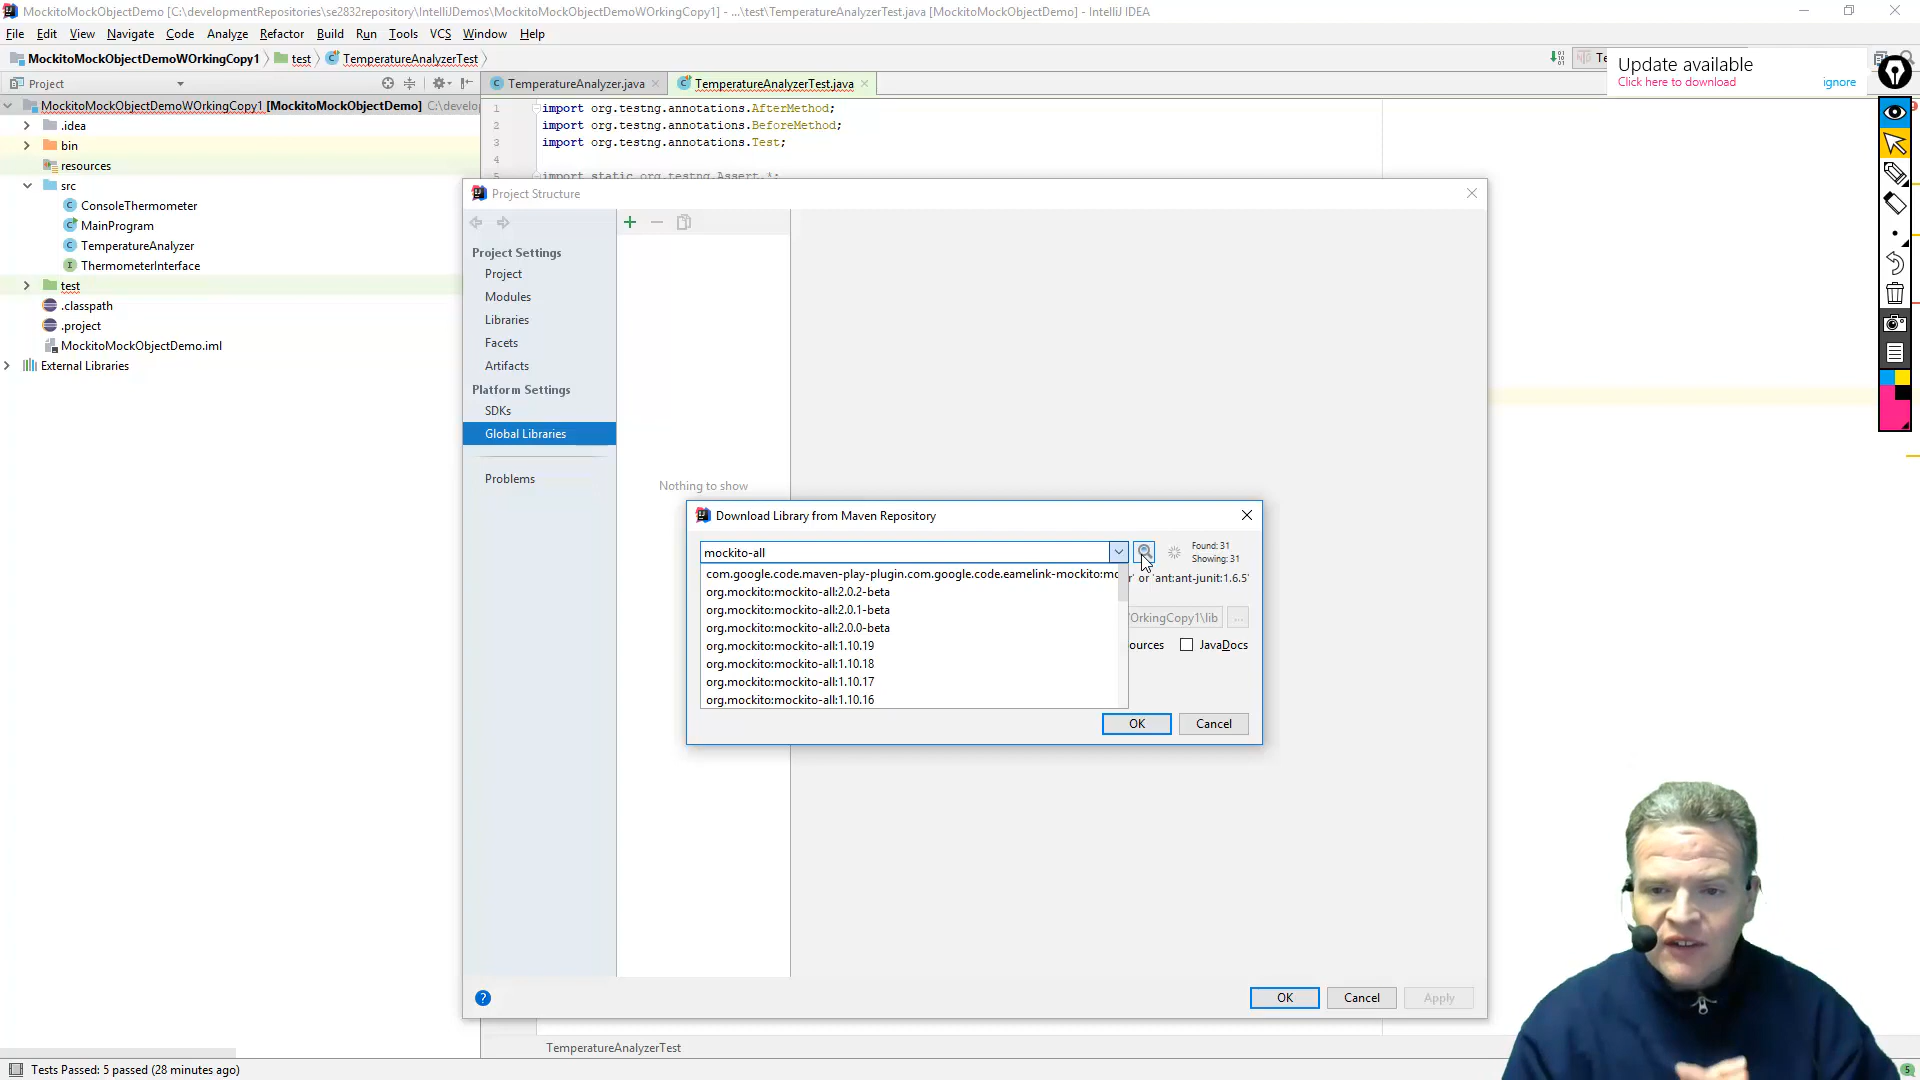 MockitoMockObjectDemo [C:\developmentRepositories\se2832repository\IntelliJDemos\MockitoMockObjectDemoWOrkingCopy1] - ...\test\TemperatureAnalyzerTest.java [MockitoMockObjectDemo] - IntelliJ IDEA
File Edit View Navigate Code Analyze Refactor Build Run Tools VCS Window Help
MockitoMockObjectDemoWOrkingCopy1 test TemperatureAnalyzerTest
Update available
Click here to download ignore
Project
TemperatureAnalyzer.java TemperatureAnalyzerTest.java
MockitoMockObjectDemoWOrkingCopy1 [MockitoMockObjectDemo] C:\develo
.idea
bin
resources
src
ConsoleThermometer
MainProgram
TemperatureAnalyzer
ThermometerInterface
test
.classpath
.project
MockitoMockObjectDemo.iml
External Libraries
1 import org.testng.annotations.AfterMethod;
2 import org.testng.annotations.BeforeMethod;
3 import org.testng.annotations.Test;
4
5 import static org.testng.Assert.*;
Project Structure
Project Settings
Project
Modules
Libraries
Facets
Artifacts
Platform Settings
SDKs
Global Libraries
Problems
Nothing to show
Download Library from Maven Repository
mockito-all
Found: 31
Showing: 31
com.google.code.maven-play-plugin.com.google.code.eamelink-mockito:mo
r' or 'ant:ant-junit:1.6.5'
org.mockito:mockito-all:2.0.2-beta
org.mockito:mockito-all:2.0.1-beta
org.mockito:mockito-all:2.0.0-beta
'OrkingCopy1\lib ...
org.mockito:mockito-all:1.10.19
ources JavaDocs
org.mockito:mockito-all:1.10.18
org.mockito:mockito-all:1.10.17
org.mockito:mockito-all:1.10.16
OK Cancel
? OK Cancel Apply
TemperatureAnalyzerTest
Tests Passed: 5 passed (28 minutes ago)